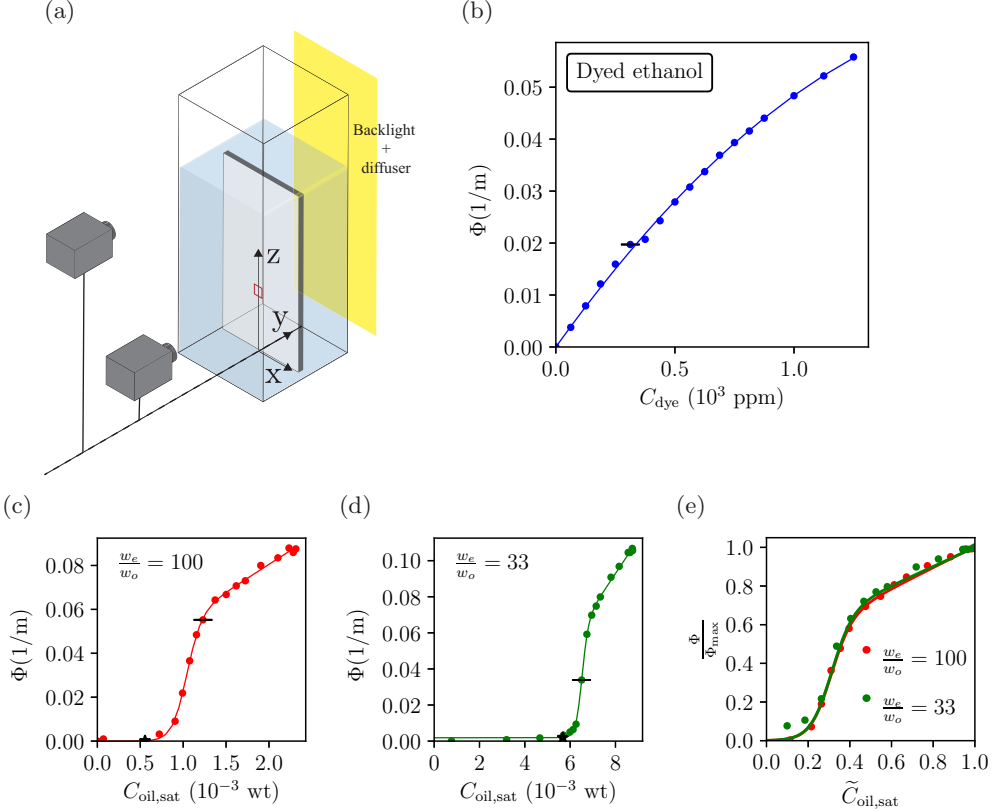 (a)
Backlight
+
diffuser
z
y
x
(b)
Dyed ethanol
Φ(1/m)
0.05
0.04
0.03
0.02
0.01
0.00
0.0 0.5 1.0
C_dye (10³ ppm)
(c)
w_e/w_o = 100
Φ(1/m)
0.08
0.06
0.04
0.02
0.00
0.0 0.5 1.0 1.5 2.0
C_oil,sat (10⁻³ wt)
(d)
w_e/w_o = 33
Φ(1/m)
0.10
0.08
0.06
0.04
0.02
0.00
0 2 4 6 8
C_oil,sat (10⁻³ wt)
(e)
Φ/Φ_max
1.0
0.8
0.6
0.4
0.2
0.0
w_e/w_o = 100
w_e/w_o = 33
0.0 0.2 0.4 0.6 0.8 1.0
C̃_oil,sat